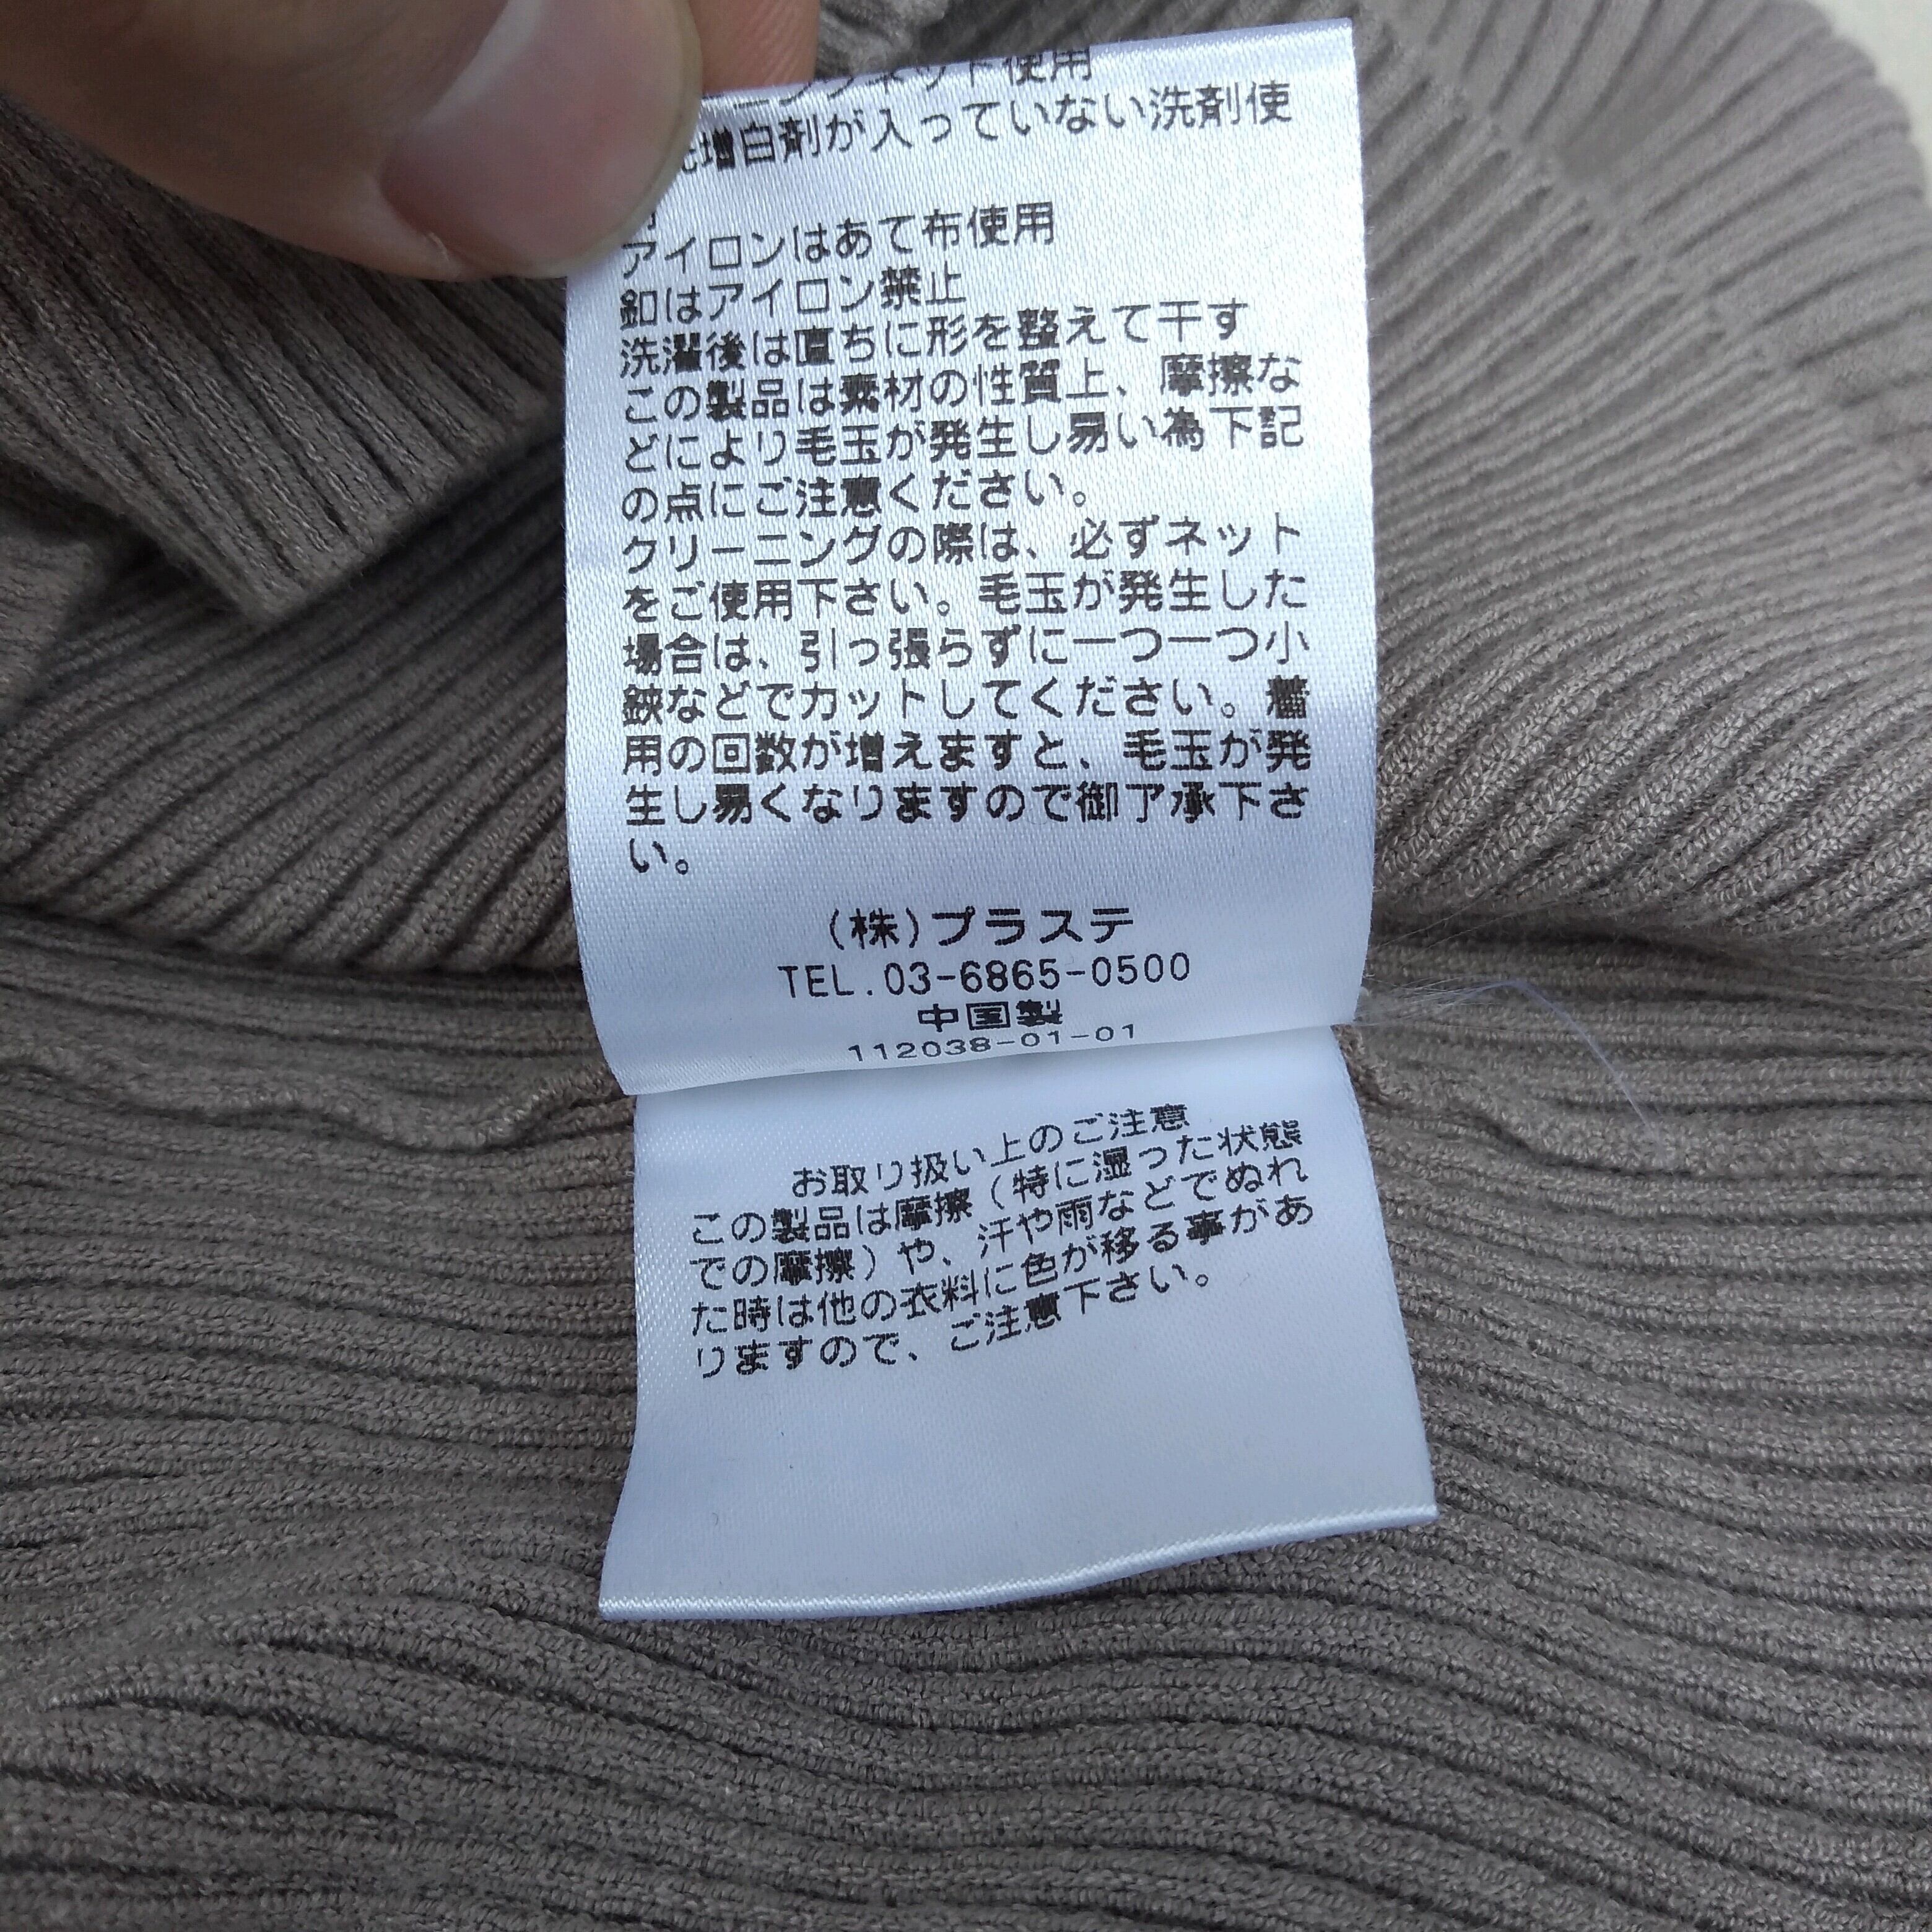 ニングネット使用
増白剤が入っていない洗剤使
アイロンはあて布使用
釦はアイロン禁止
洗濯後は直ちに形を整えて干す
この製品は素材の性質上、摩擦な
どにより毛玉が発生し易い為下記
の点にご注意ください。
クリーニングの際は、必ずネット
をご使用下さい。毛玉が発生した
場合は、引っ張らずに一つ一つ小
鋏などでカットしてください。着
用の回数が増えますと、毛玉が発
生し易くなりますので御了承下さ
い。
(株)プラステ
TEL.03-6865-0500
中国製
112038-01-01
お取り扱い上のご注意
この製品は摩擦（特に湿った状態
での摩擦）や、汗や雨などでぬれ
た時は他の衣料に色が移る事があ
りますので、ご注意下さい。